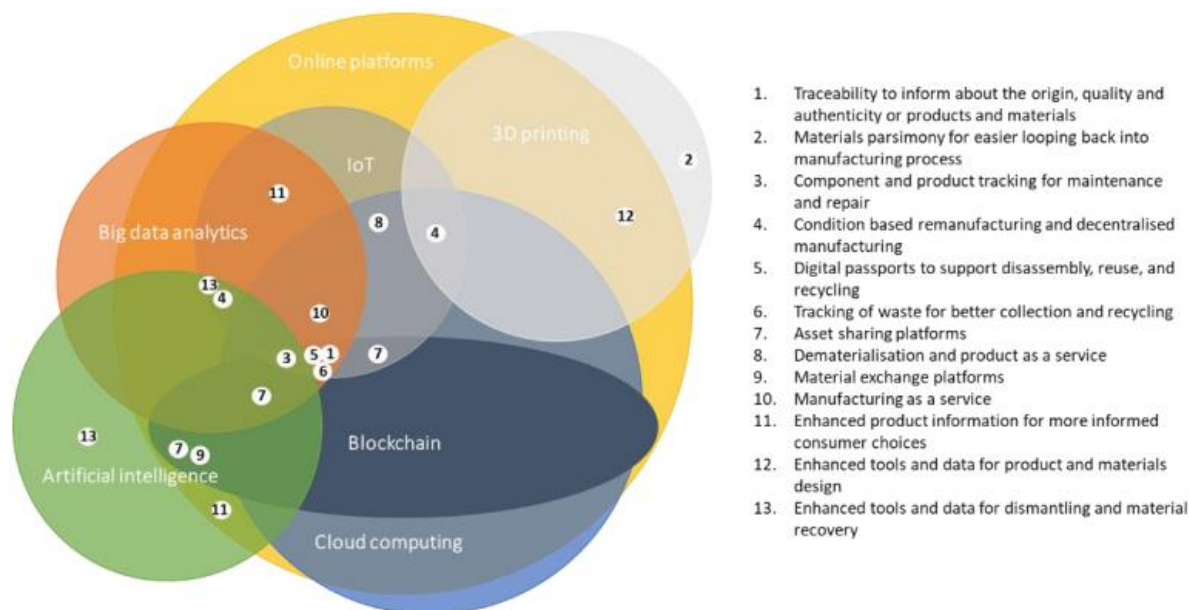 Online platforms
3D printing
2
IoT
11
12
8
4
Big data analytics
13
4
10
3
5
1
7
6
7
Blockchain
13
7
9
Artificial intelligence
11
Cloud computing
1. Traceability to inform about the origin, quality and
authenticity or products and materials
2. Materials parsimony for easier looping back into
manufacturing process
3. Component and product tracking for maintenance
and repair
4. Condition based remanufacturing and decentralised
manufacturing
5. Digital passports to support disassembly, reuse, and
recycling
6. Tracking of waste for better collection and recycling
7. Asset sharing platforms
8. Dematerialisation and product as a service
9. Material exchange platforms
10. Manufacturing as a service
11. Enhanced product information for more informed
consumer choices
12. Enhanced tools and data for product and materials
design
13. Enhanced tools and data for dismantling and material
recovery